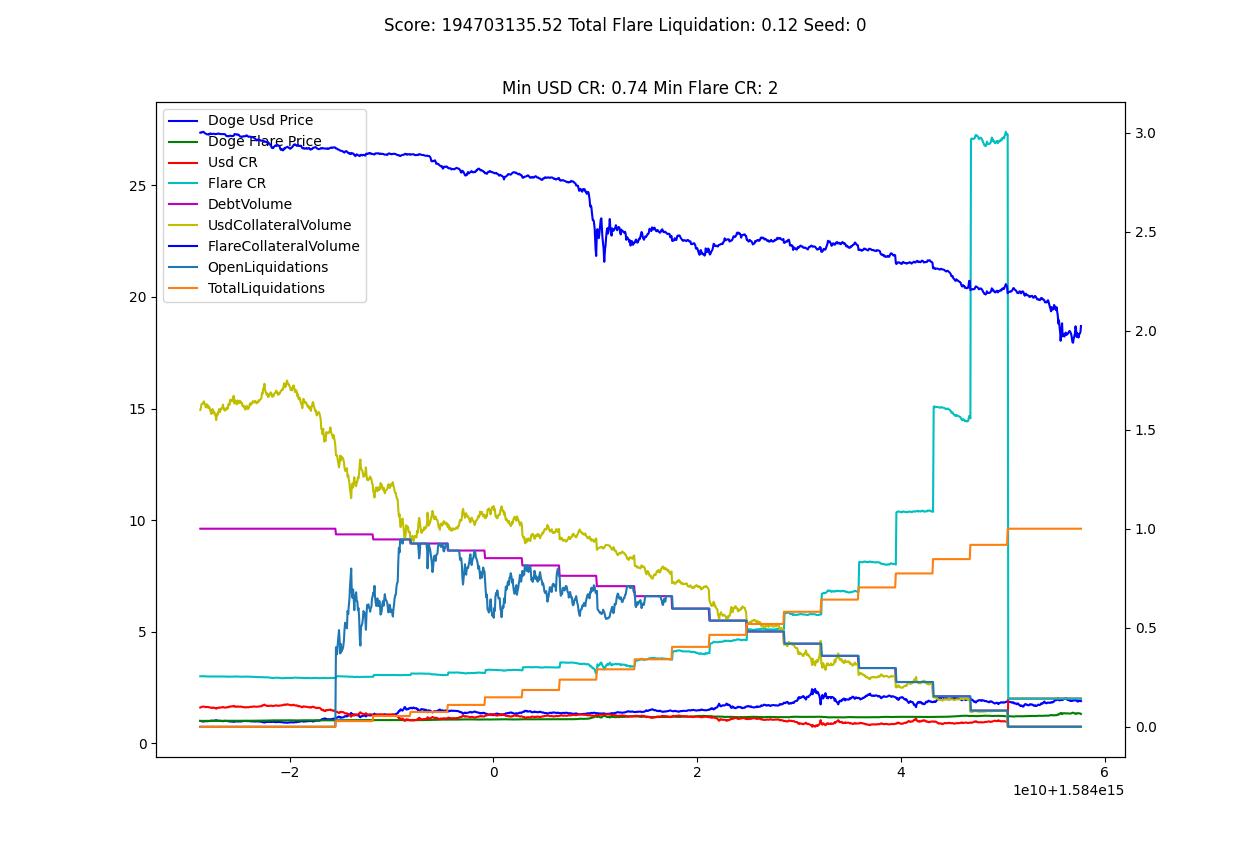 Score: 194703135.52 Total Flare Liquidation: 0.12 Seed: 0
Min USD CR: 0.74 Min Flare CR: 2
Doge Usd Price
Doge Flare Price
Usd CR
Flare CR
DebtVolume
UsdCollateralVolume
FlareCollateralVolume
OpenLiquidations
TotalLiquidations
25
20
15
10
5
0
3.0
2.5
2.0
1.5
1.0
0.5
0.0
−2
0
2
4
6
1e10+1.584e15